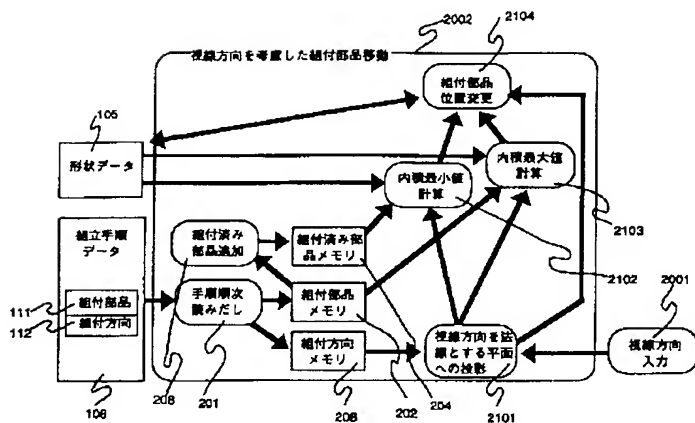 2002
2104
視線方向を考慮した組付部品移動
組付部品
位置変更
105
形状データ
内積最大値
計算
内積最小値
計算
2103
組立手順
データ
組付済み
部品追加
組付済み部
品メモリ
2102
111
組付部品
112
組付方向
手順順次
読みだし
組付部品
メモリ
2001
組付方向
メモリ
視線方向を法
線とする平面
への投影
視線方向
入力
106
208
201
206
202
204
2101